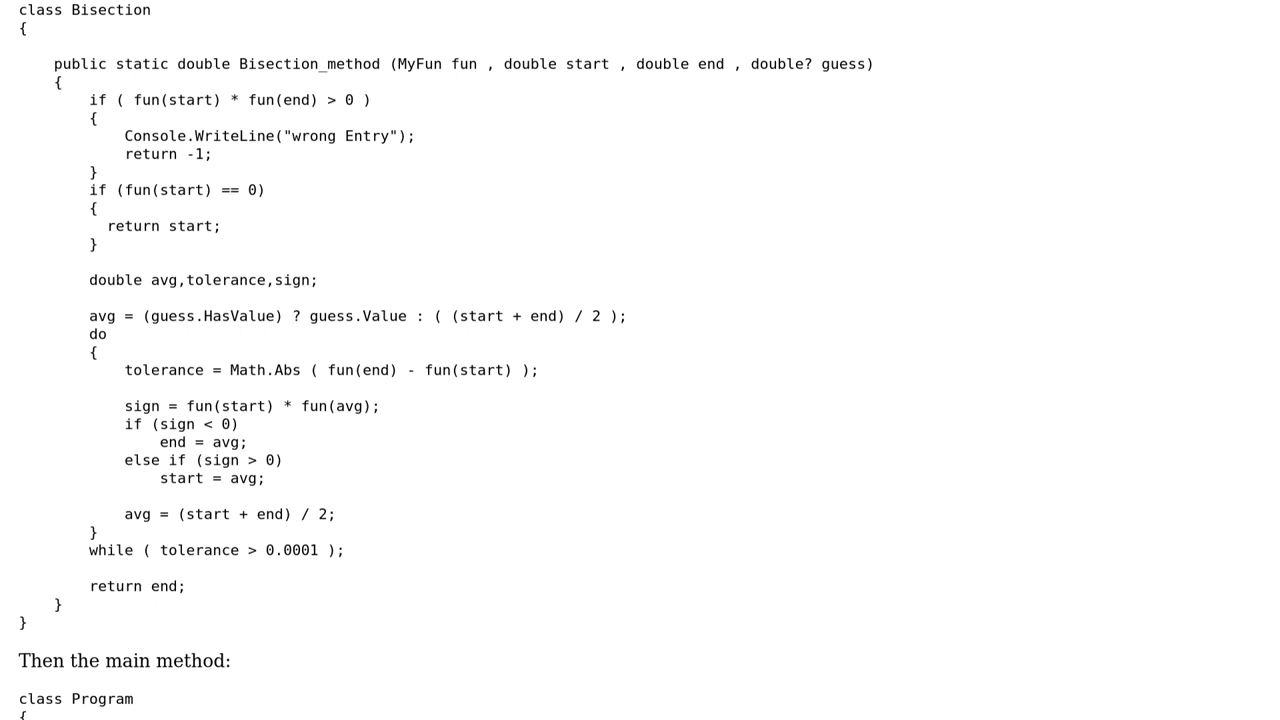 class Bisection
{
    public static double Bisection_method (MyFun fun , double start , double end , double? guess)
    {
        if ( fun(start) * fun(end) > 0 )
        {
            Console.WriteLine("wrong Entry");
            return -1;
        }
        if (fun(start) == 0)
        {
          return start;
        }
        double avg,tolerance,sign;
        avg = (guess.HasValue) ? guess.Value : ( (start + end) / 2 );
        do
        {
            tolerance = Math.Abs ( fun(end) - fun(start) );
            sign = fun(start) * fun(avg);
            if (sign < 0)
                end = avg;
            else if (sign > 0)
                start = avg;
            avg = (start + end) / 2;
        }
        while ( tolerance > 0.0001 );
        return end;
    }
}
Then the main method:
class Program
{